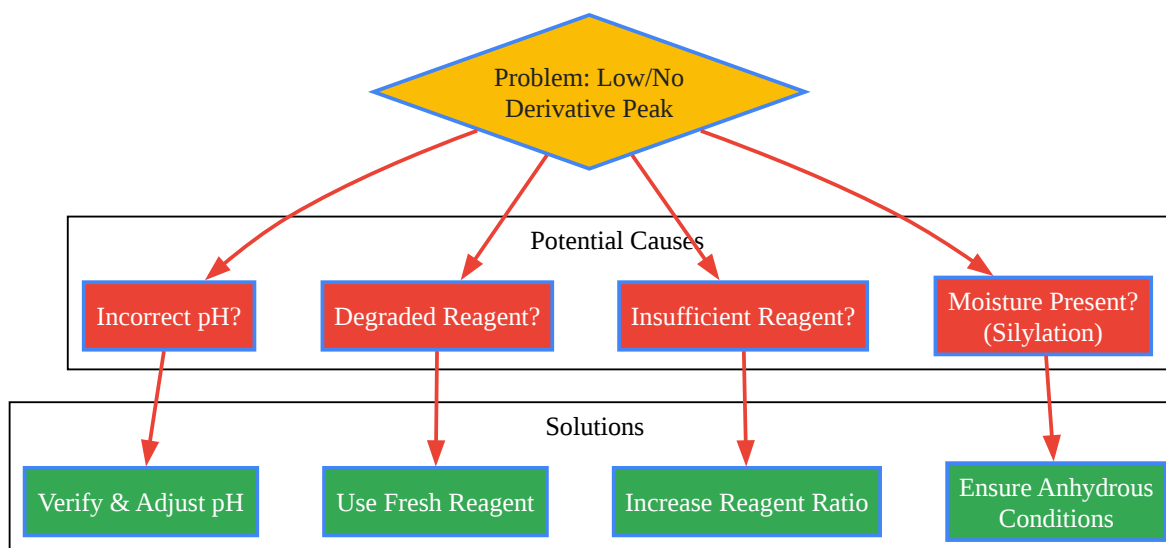 Problem: Low/No
Derivative Peak
Potential Causes
Incorrect pH?
Degraded Reagent?
Insufficient Reagent?
Moisture Present?
(Silylation)
Solutions
Verify & Adjust pH
Use Fresh Reagent
Increase Reagent Ratio
Ensure Anhydrous
Conditions